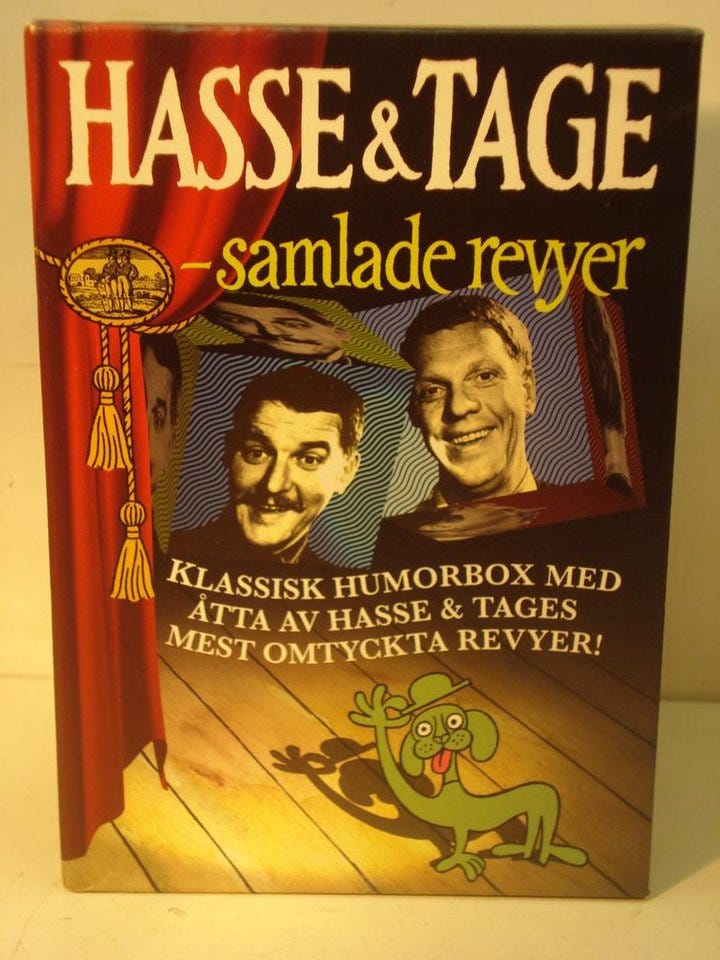 HASSE & TAGE
– samlade revyer
KLASSISK HUMORBOX MED
ÅTTA AV HASSE & TAGES
MEST OMTYCKTA REVYER!